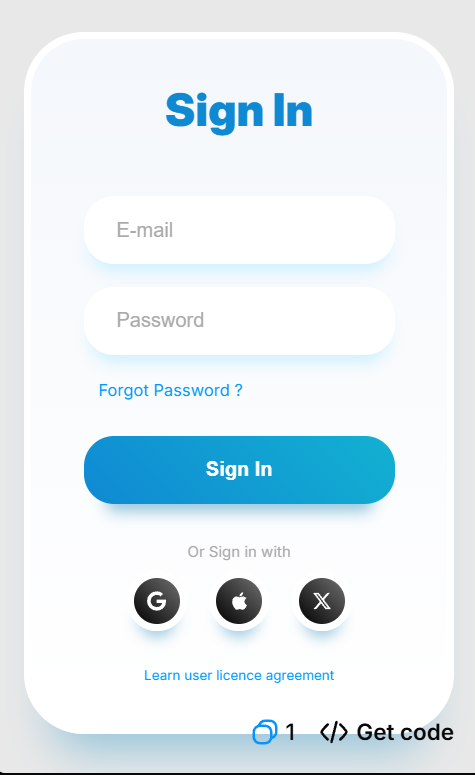 Sign In
E-mail
Password
Forgot Password ?
Sign In
Or Sign in with
Learn user licence agreement
1 Get code